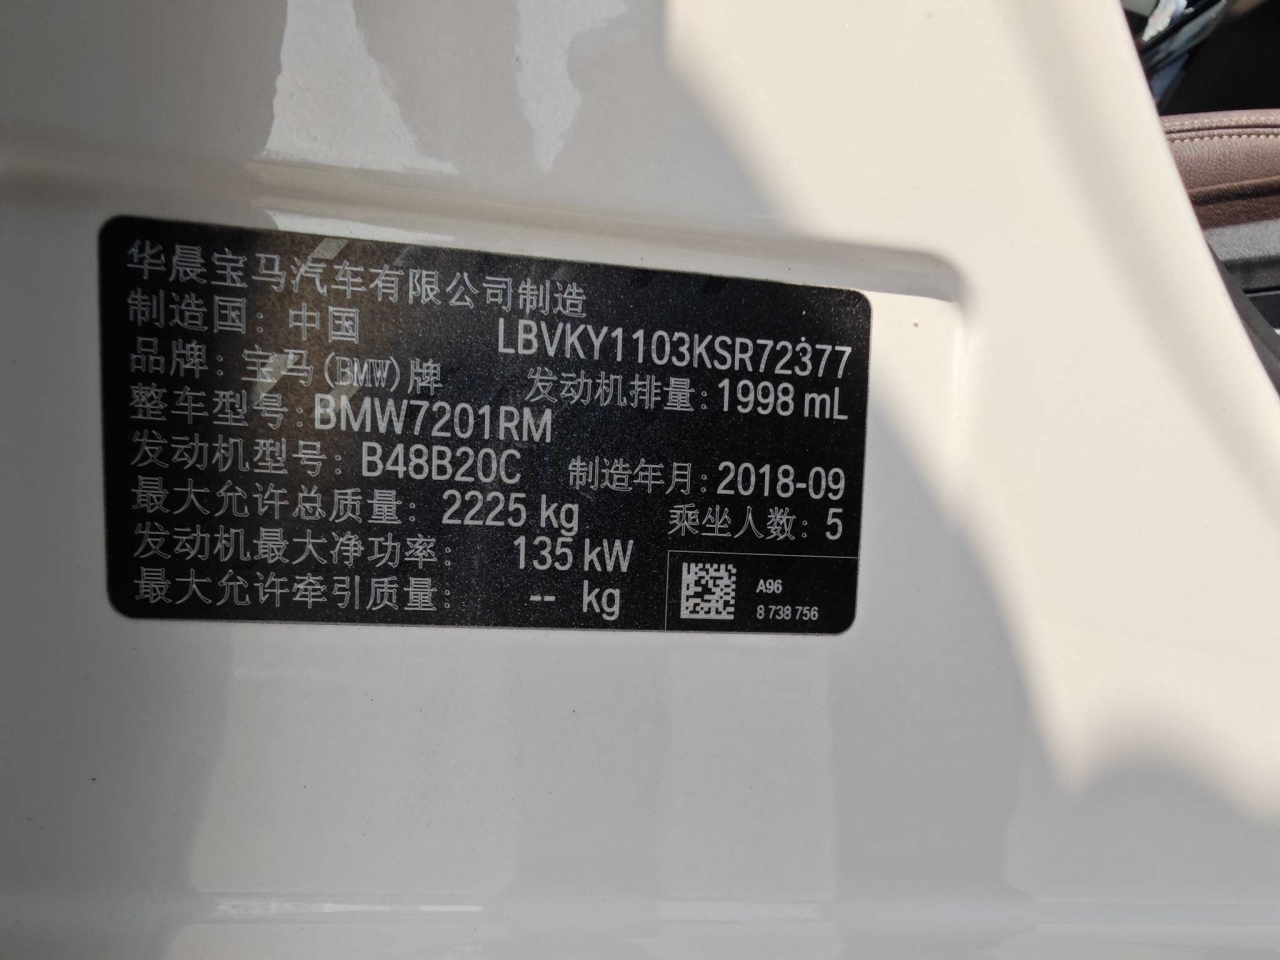 华晨宝马汽车有限公司制造
制造国：中国
LBVKY1103KSR72377
品牌：宝马(BMW)牌
发动机排量：1998 mL
整车型号：BMW7201RM
发动机型号：B48B20C
制造年月：2018-09
最大允许总质量：2225 kg
乘坐人数：5
发动机最大净功率：135 kW
最大允许牵引质量：-- kg
A96
8 738 756